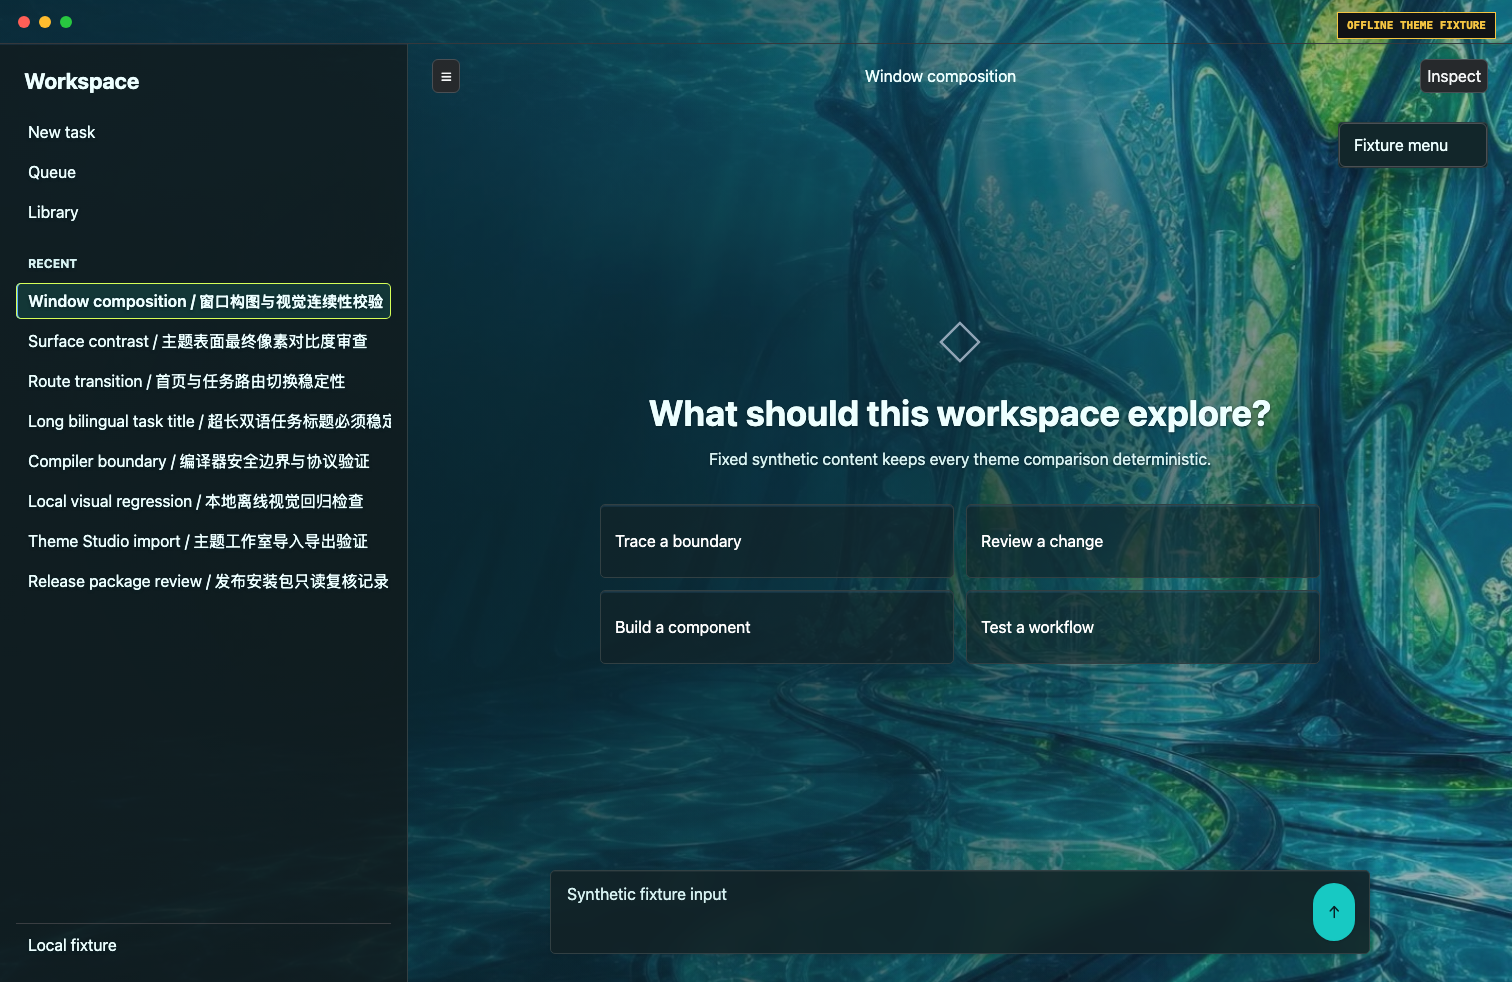 OFFLINE THEME FIXTURE
Workspace
New task
Queue
Library
RECENT
Window composition / 窗口构图与视觉连续性校验
Surface contrast / 主题表面最终像素对比度审查
Route transition / 首页与任务路由切换稳定性
Long bilingual task title / 超长双语任务标题必须稳定
Compiler boundary / 编译器安全边界与协议验证
Local visual regression / 本地离线视觉回归检查
Theme Studio import / 主题工作室导入导出验证
Release package review / 发布安装包只读复核记录
Local fixture
Window composition
Inspect
Fixture menu
What should this workspace explore?
Fixed synthetic content keeps every theme comparison deterministic.
Trace a boundary
Review a change
Build a component
Test a workflow
Synthetic fixture input